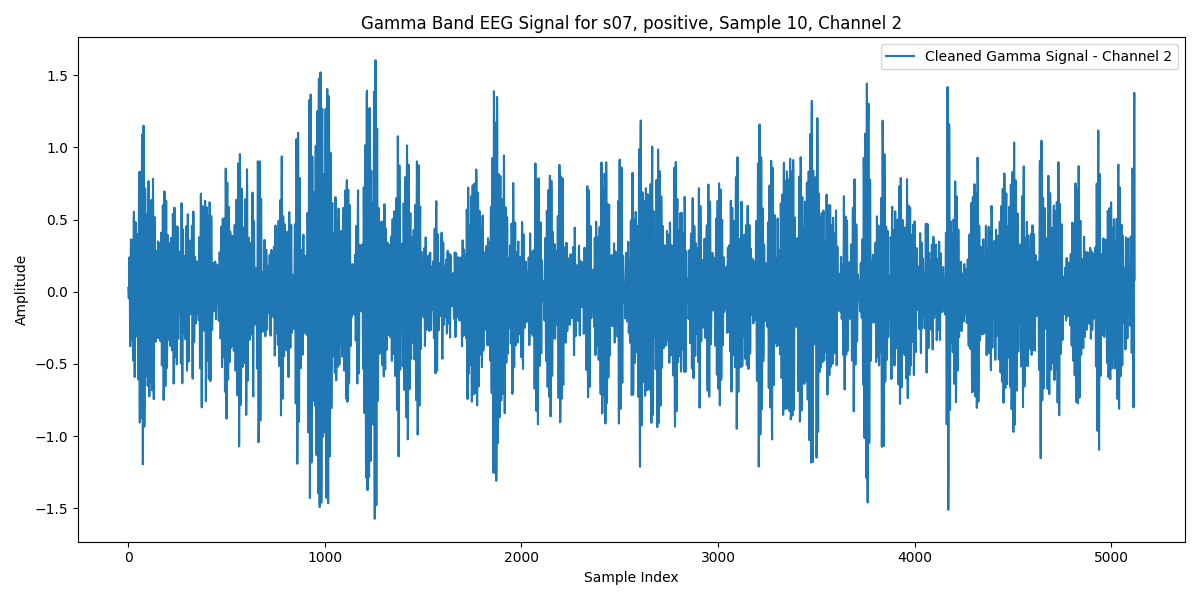 Gamma Band EEG Signal for s07, positive, Sample 10, Channel 2
Cleaned Gamma Signal - Channel 2
Amplitude
1.5
1.0
0.5
0.0
−0.5
−1.0
−1.5
0 1000 2000 3000 4000 5000
Sample Index